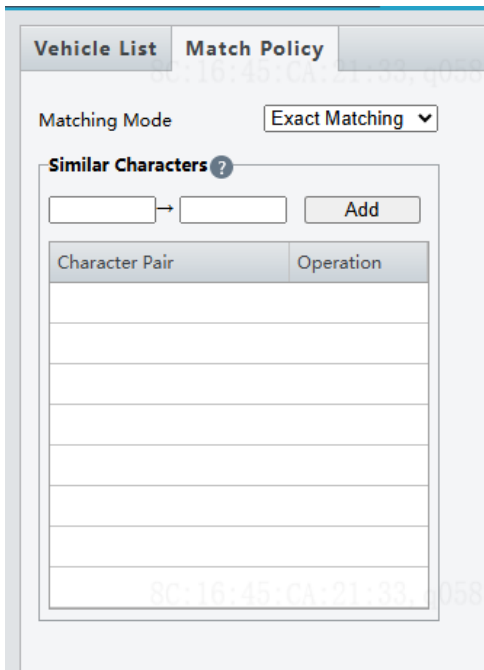 Vehicle List Match Policy
8C:16:45:CA:21:33, q058
Matching Mode Exact Matching
Similar Characters ?
→ Add
Character Pair Operation
8C:16:45:CA:21:33, q058